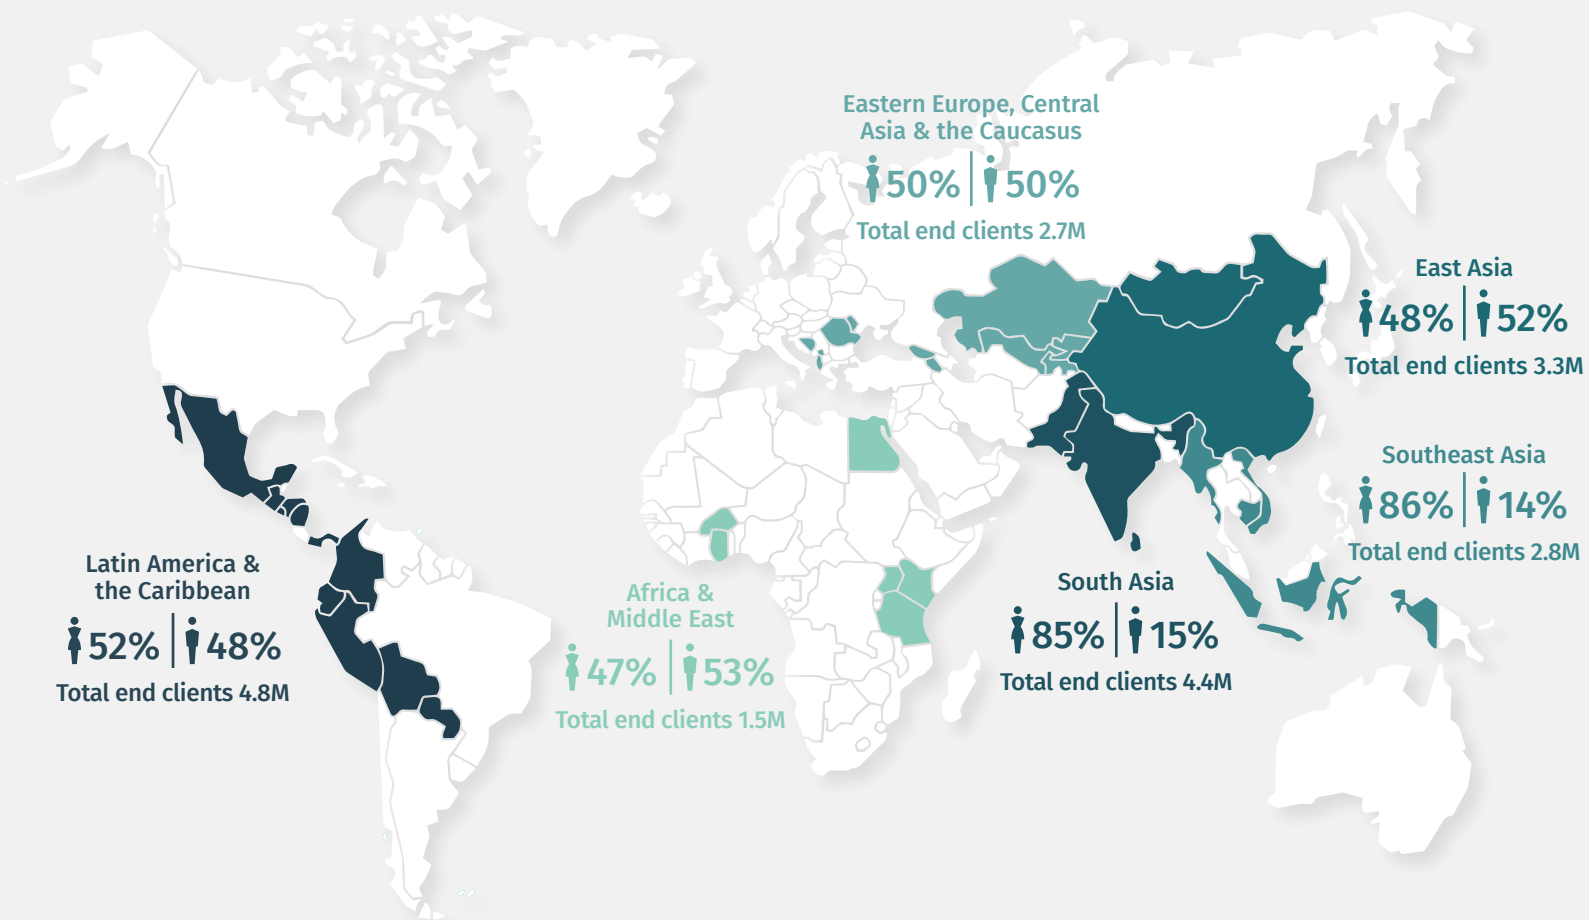 Eastern Europe, Central
Asia & the Caucasus
50% 50%
Total end clients 2.7M
East Asia
48% 52%
Total end clients 3.3M
Southeast Asia
86% 14%
Total end clients 2.8M
Latin America &
the Caribbean
52% 48%
Total end clients 4.8M
Africa &
Middle East
47% 53%
Total end clients 1.5M
South Asia
85% 15%
Total end clients 4.4M